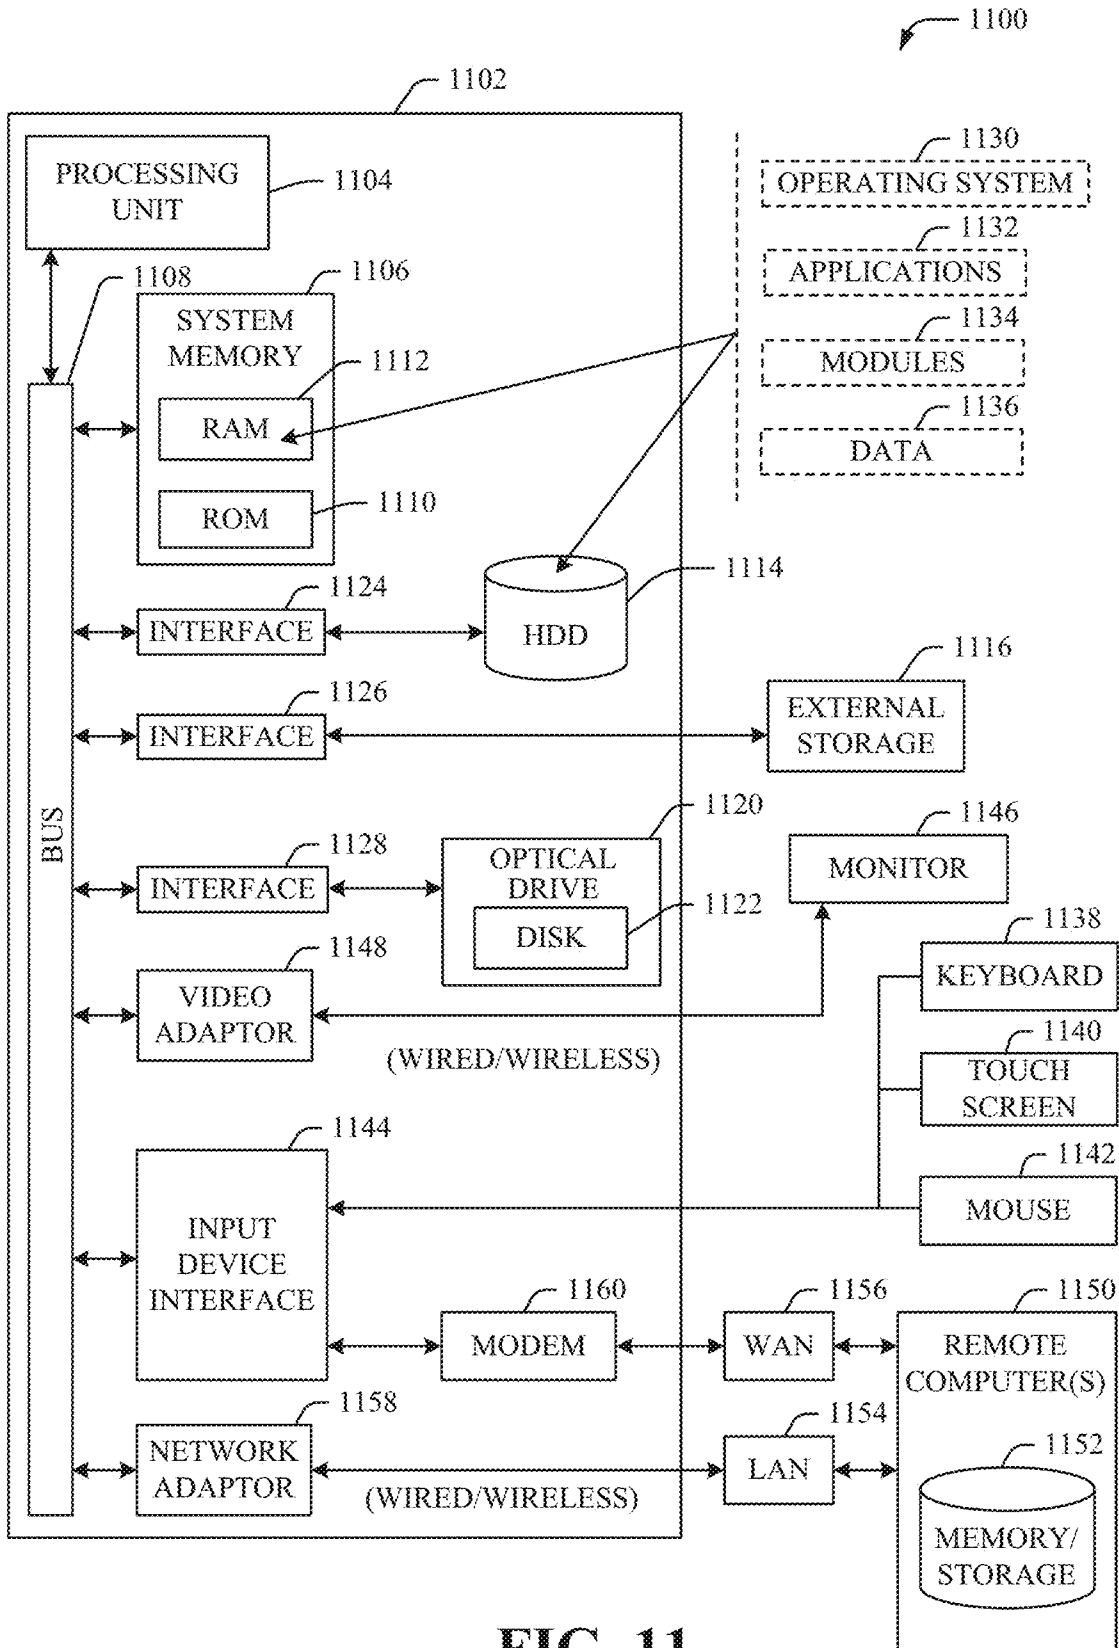 1100
1102
PROCESSING
UNIT
1104
1108
1106
SYSTEM
MEMORY
1112
RAM
1110
ROM
1130
OPERATING SYSTEM
1132
APPLICATIONS
1134
MODULES
1136
DATA
1124
INTERFACE
1114
HDD
1126
INTERFACE
1116
EXTERNAL
STORAGE
BUS
1128
INTERFACE
1120
OPTICAL
DRIVE
1122
DISK
1146
MONITOR
1148
VIDEO
ADAPTOR
(WIRED/WIRELESS)
1138
KEYBOARD
1140
TOUCH
SCREEN
1142
MOUSE
1144
INPUT
DEVICE
INTERFACE
1160
MODEM
1156
WAN
1150
REMOTE
COMPUTER(S)
1158
NETWORK
ADAPTOR
(WIRED/WIRELESS)
1154
LAN
1152
MEMORY/
STORAGE
FIG. 11